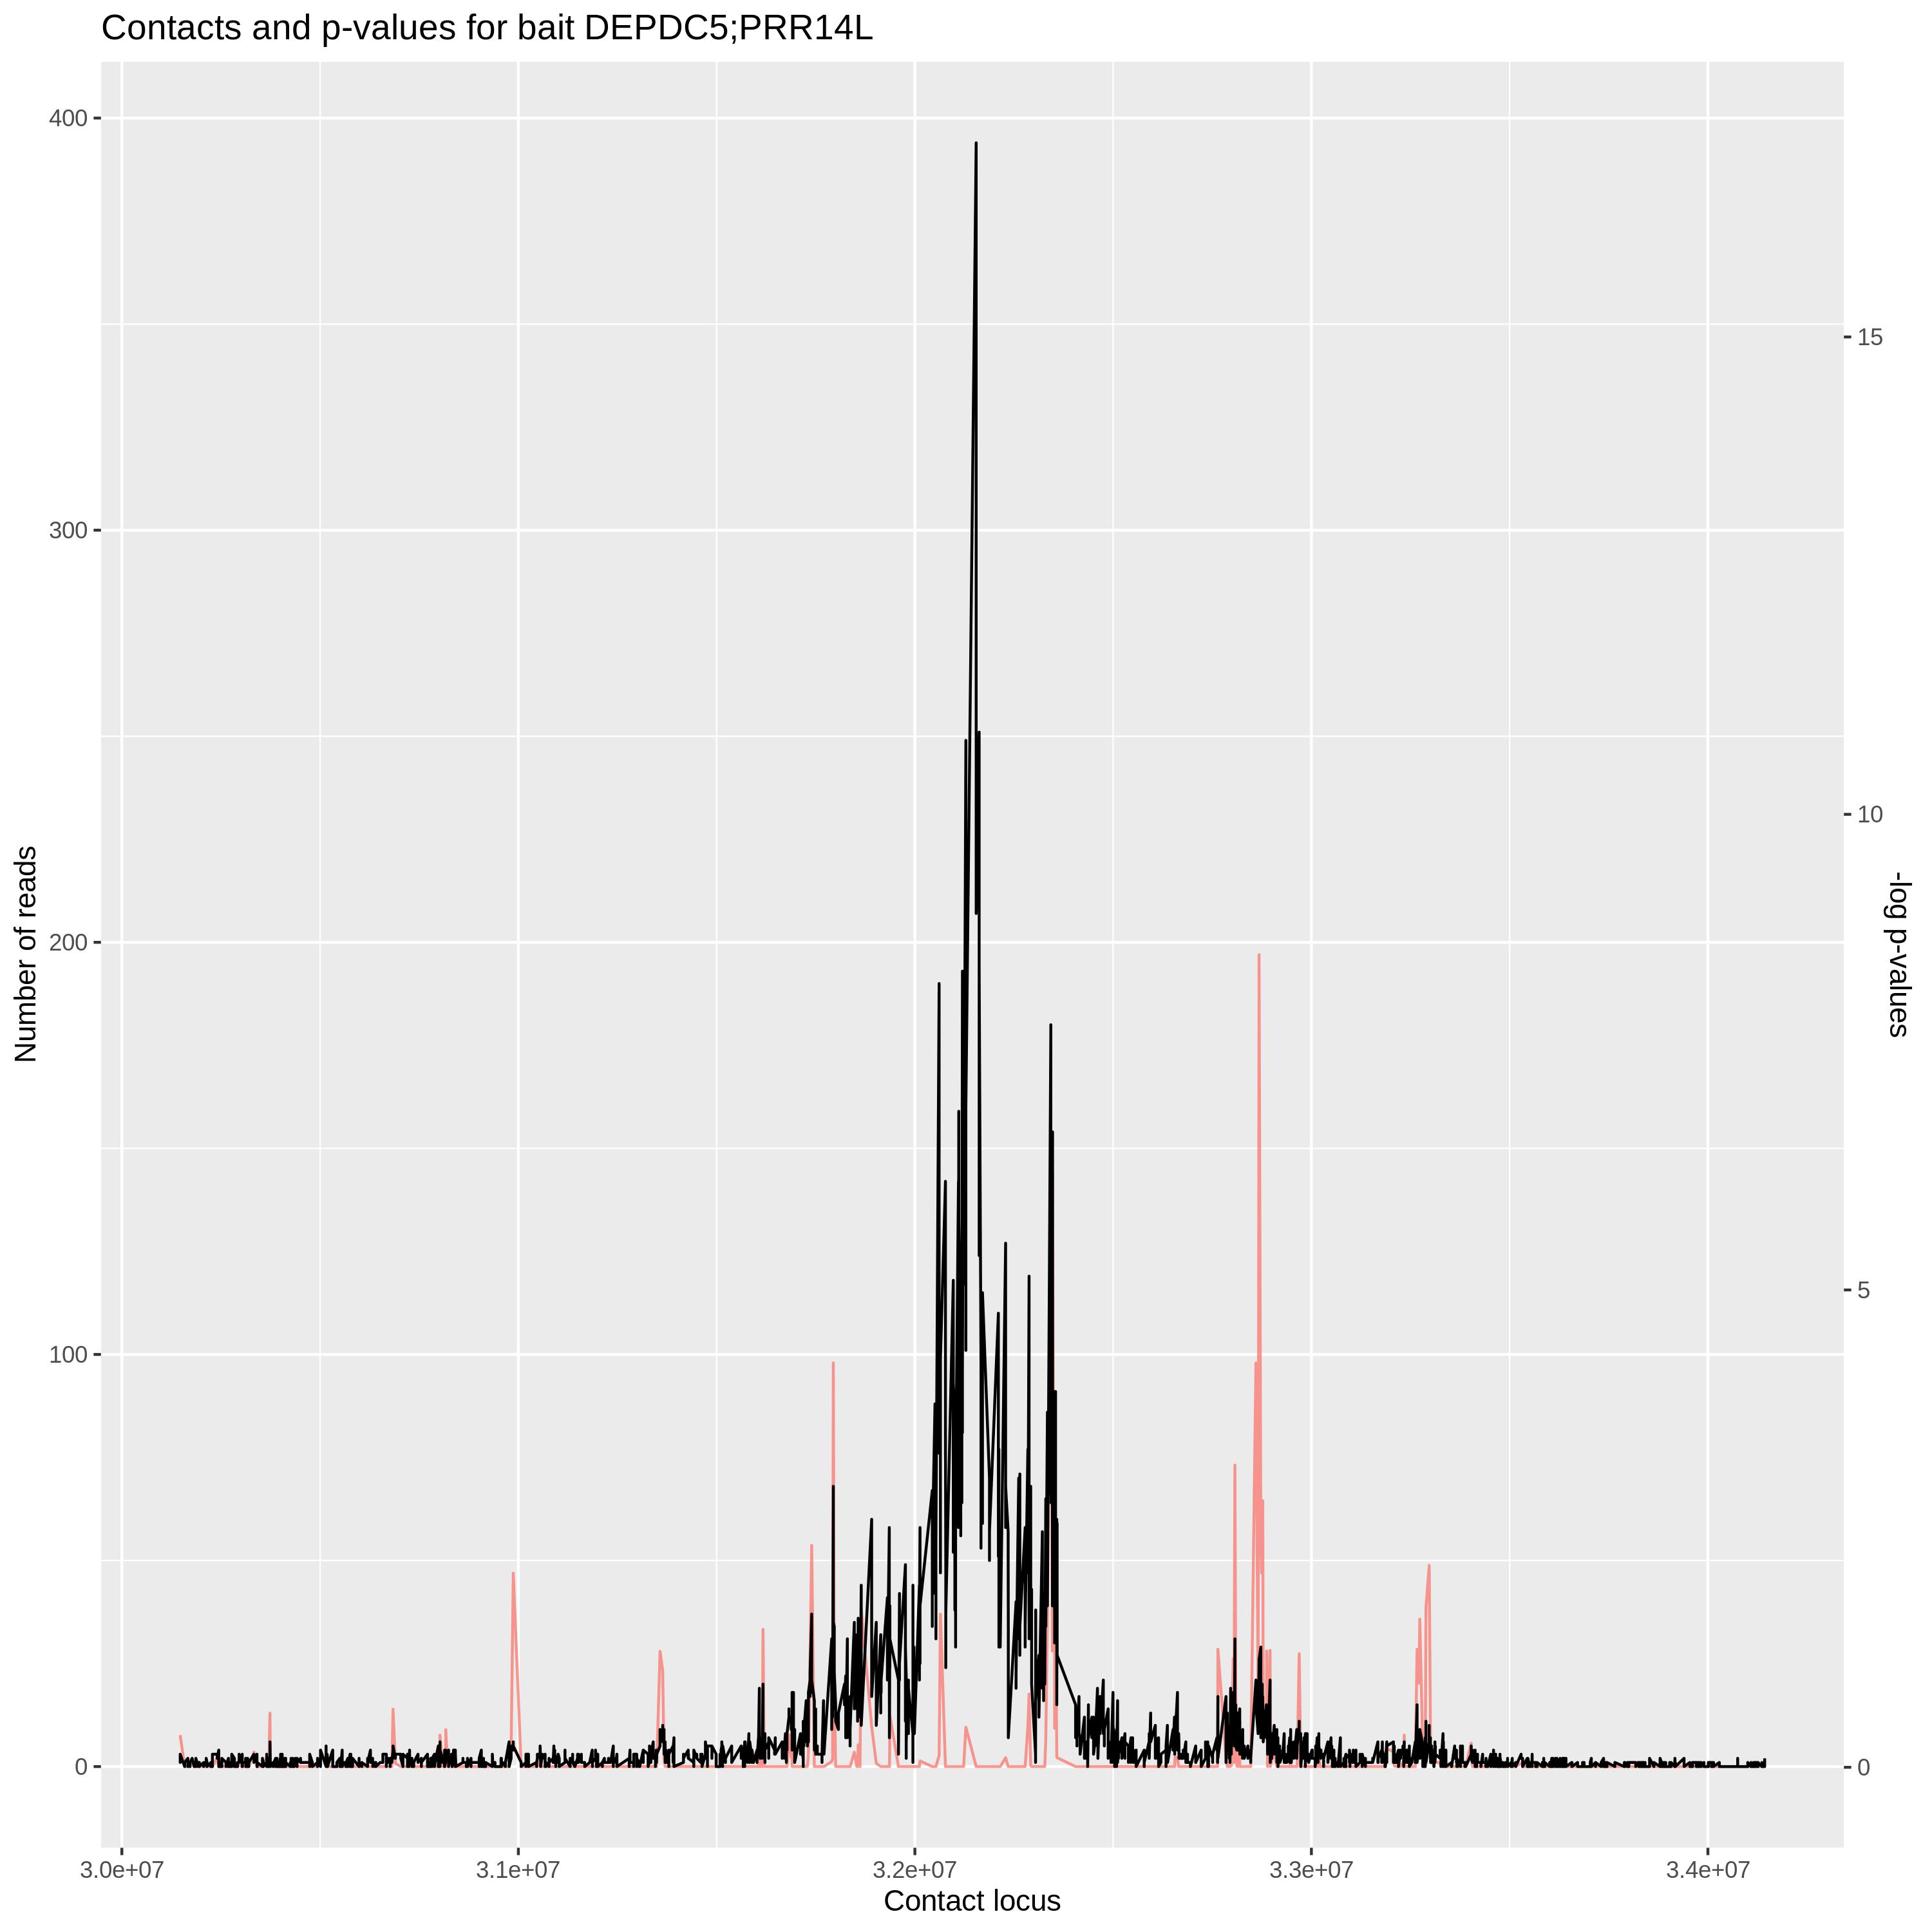 Contacts and p-values for bait DEPDC5;PRR14L
400
300
200
100
0
Number of reads
15
10
5
0
-log p-values
3.0e+07
3.1e+07
3.2e+07
3.3e+07
3.4e+07
Contact locus